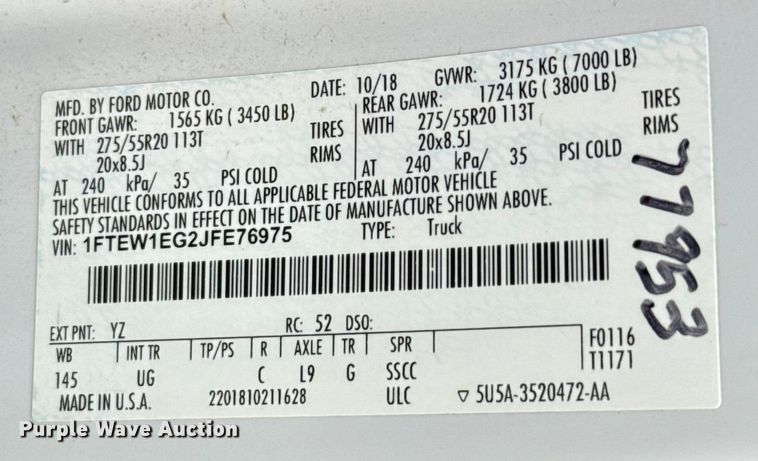 MFD. BY FORD MOTOR CO. DATE: 10/18 GVWR: 3175 KG ( 7000 LB)
FRONT GAWR: 1565 KG ( 3450 LB) REAR GAWR: 1724 KG ( 3800 LB)
WITH 275/55R20 113T TIRES WITH 275/55R20 113T TIRES
20x8.5J RIMS 20x8.5J RIMS
AT 240 kPa/ 35 PSI COLD AT 240 kPa/ 35 PSI COLD
THIS VEHICLE CONFORMS TO ALL APPLICABLE FEDERAL MOTOR VEHICLE
SAFETY STANDARDS IN EFFECT ON THE DATE OF MANUFACTURE SHOWN ABOVE.
VIN: 1FTEW1EG2JFE76975 TYPE: Truck
77953
EXT PNT: YZ RC: 52 DSO:
WB INT TR TP/PS R AXLE TR SPR F0116
145 UG C L9 G SSCC T1171
MADE IN U.S.A. 2201810211628 ULC ▽ 5U5A-3520472-AA
Purple Wave Auction